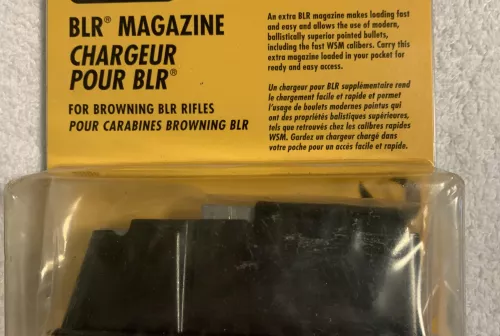 BLR® MAGAZINE
CHARGEUR
POUR BLR®
FOR BROWNING BLR RIFLES
POUR CARABINES BROWNING BLR
An extra BLR magazine makes loading fast
and easy and allows the use of modern,
ballistically superior pointed bullets,
including the fast WSM calibers. Carry this
extra magazine loaded in your pocket for
ready and easy access.
Un chargeur pour BLR supplémentaire rend
le chargement facile et rapide et permet
l'usage de boulets modernes pointus qui
ont des propriétés balistiques supérieures,
tels que retrouvés chez les calibres rapides
WSM. Gardez un chargeur chargé dans
votre poche pour un accés facile et rapide.